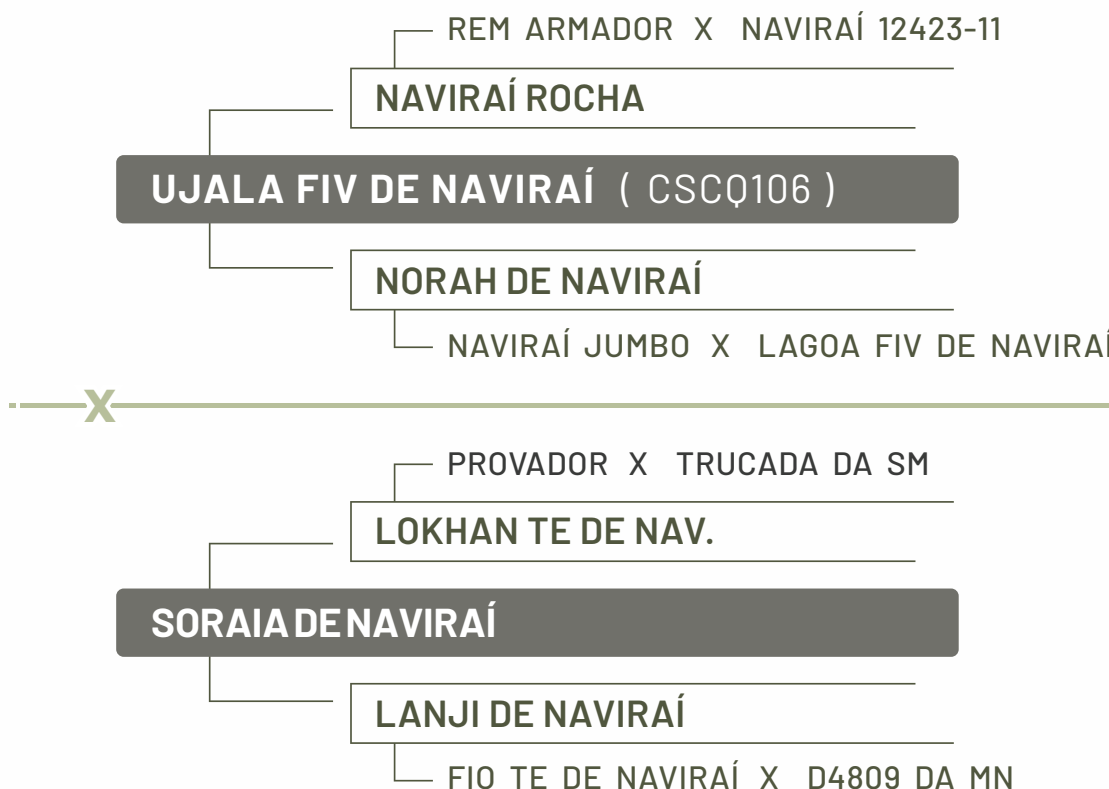 REM ARMADOR X NAVIRAÍ 12423-11
NAVIRAÍ ROCHA
UJALA FIV DE NAVIRAÍ ( CSCQ106 )
NORAH DE NAVIRAÍ
NAVIRAÍ JUMBO X LAGOA FIV DE NAVIRAÍ
X
PROVADOR X TRUCADA DA SM
LOKHAN TE DE NAV.
SORAIA DE NAVIRAÍ
LANJI DE NAVIRAÍ
FIO TE DE NAVIRAÍ X D4809 DA MN